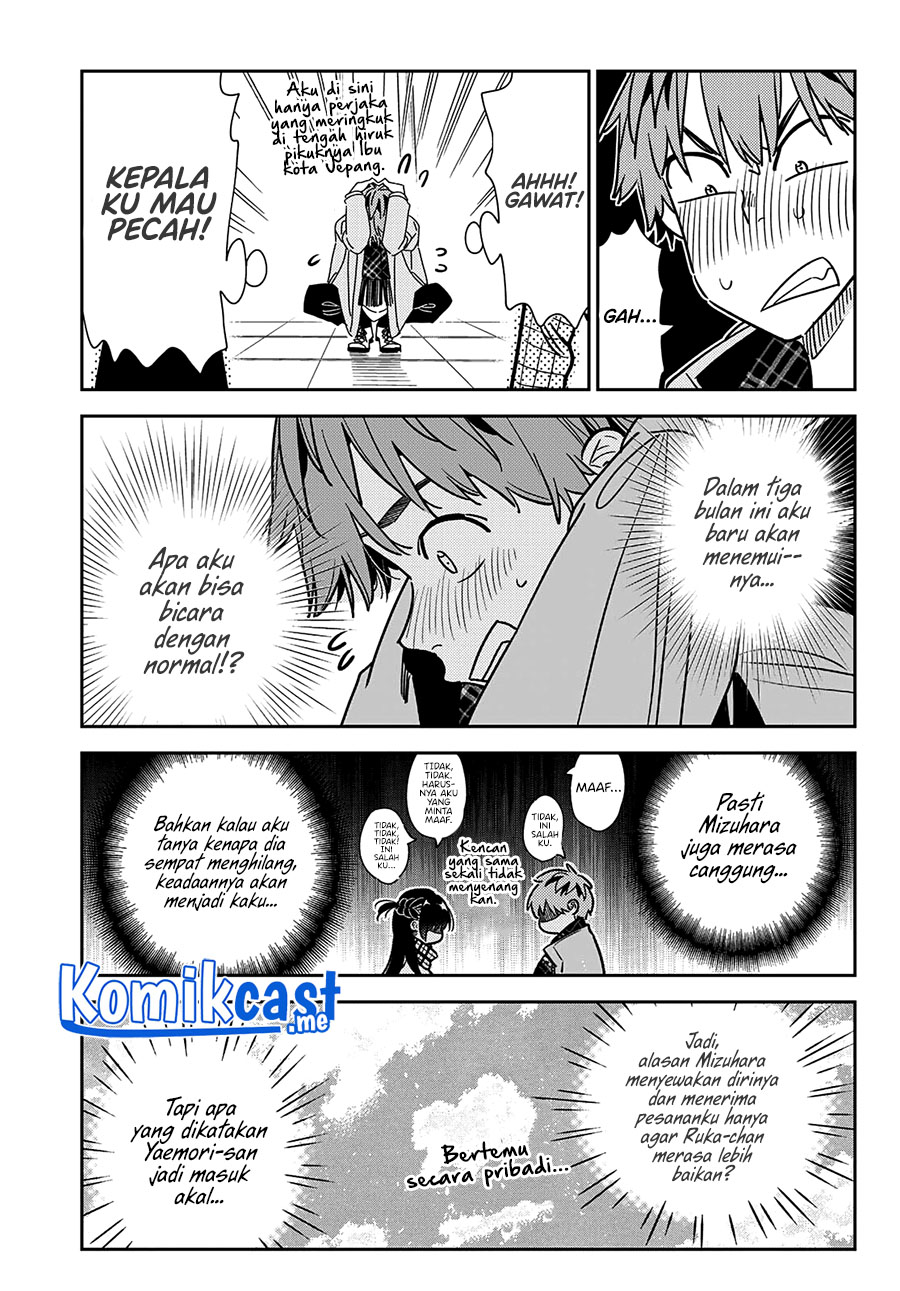 GAH...
AHHH!
GAWAT!
Aku di sini
hanya perjaka
yang meringkuk
di tengah hiruk
pikuknya Ibu
kota Jepang.
KEPALA
KU MAU
PECAH!
Dalam tiga
bulan ini aku
baru akan
menemui--
nya...
Apa aku
akan bisa
bicara
dengan
normal!?
Pasti
Mizuhara
juga merasa
canggung...
MAAF...
TIDAK,
INI
SALAH
KU.
TIDAK,
TIDAK.
HARUS-
NYA AKU
YANG
MINTA
MAAF.
TIDAK,
TIDAK,
TIDAK!
INI
SALAH
KU...
Kencan
yang sama
sekali tidak
menyenang
kan.
Bahkan kalau aku
tanya kenapa dia
sempat menghilang,
keadaannya akan
menjadi kaku...
Jadi,
alasan Mizuhara
menyewakan dirinya
dan menerima
pesananku hanya
agar Ruka-chan
merasa lebih
baikan?
Bertemu
secara pribadi...
Tapi apa
yang dikatakan
Yaemori-san
jadi masuk
akal...
Komikcast
.me